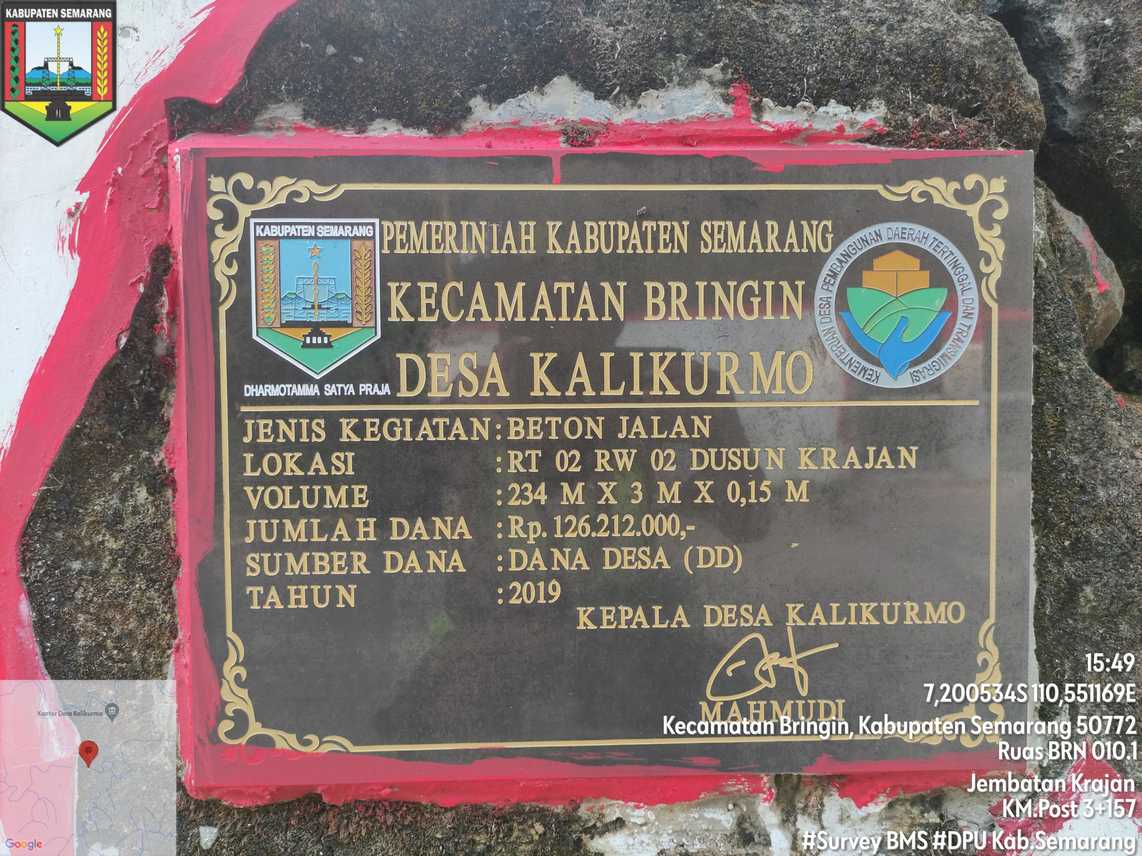 KABUPATEN SEMARANG
KABUPATEN SEMARANG
DHARMOTAMMA SATYA PRAJA
PEMERIN1AH KABUPATEN SEMARANG
KECAMATAN BRINGIN
DESA KALIKURMO
KEMENTERIAN DESA PEMBANGUNAN DAERAH TERTINGGAL DAN TRANSMIGRASI
JENIS KEGIATAN : BETON JALAN
LOKASI : RT 02 RW 02 DUSUN KRAJAN
VOLUME : 234 M X 3 M X 0,15 M
JUMLAH DANA : Rp. 126.212.000,-
SUMBER DANA : DANA DESA (DD)
TAHUN : 2019
KEPALA DESA KALIKURMO
MAHMUDI
Kantor Desa Kalikurmo
Google
15:49
7,200534S 110,551169E
Kecamatan Bringin, Kabupaten Semarang 50772
Ruas BRN 010.1
Jembatan Krajan
KM.Post 3+157
#Survey BMS #DPU Kab.Semarang